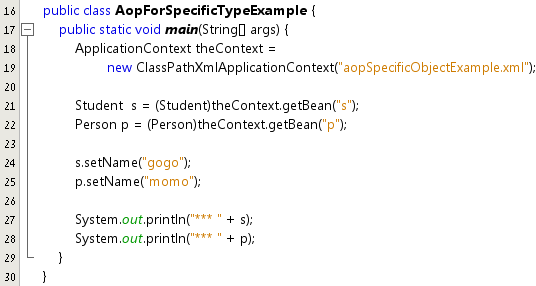 16 public class AopForSpecificTypeExample {
17 public static void main(String[] args) {
18 ApplicationContext theContext =
19 new ClassPathXmlApplicationContext("aopSpecificObjectExample.xml");
20
21 Student  s = (Student)theContext.getBean("s");
22 Person p = (Person)theContext.getBean("p");
23
24 s.setName("gogo");
25 p.setName("momo");
26
27 System.out.println("*** " + s);
28 System.out.println("*** " + p);
29 }
30 }